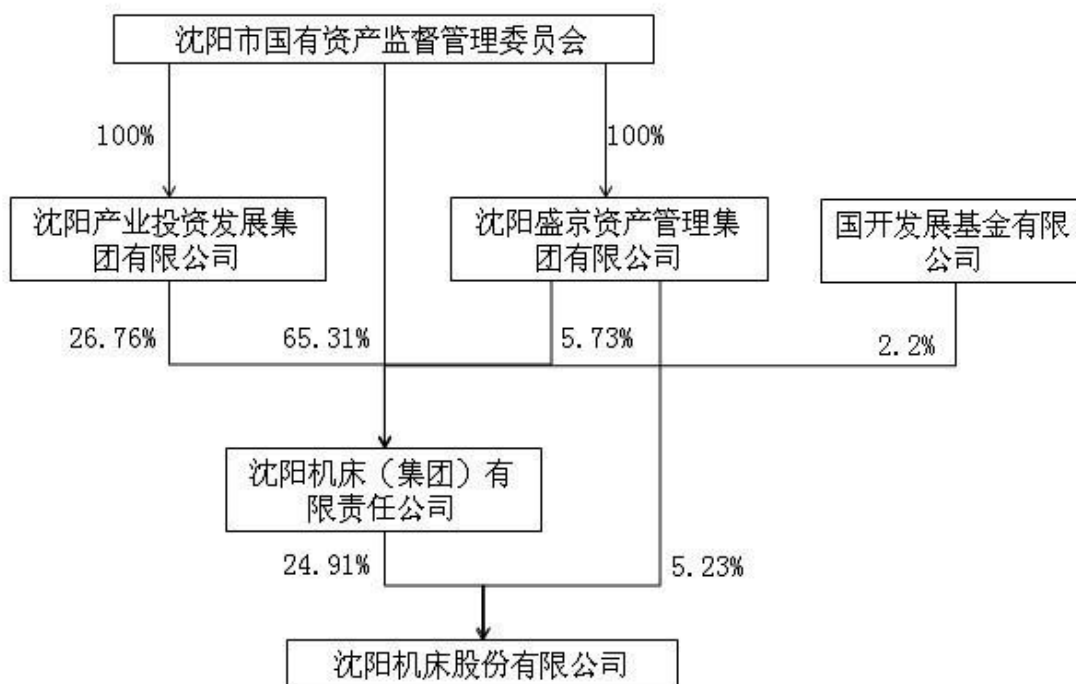 沈阳市国有资产监督管理委员会
100%
100%
沈阳产业投资发展集
团有限公司
沈阳盛京资产管理集
团有限公司
国开发展基金有限
公司
26.76%
65.31%
5.73%
2.2%
沈阳机床（集团）有
限责任公司
24.91%
5.23%
沈阳机床股份有限公司